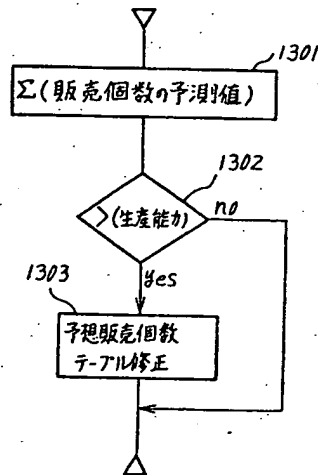 1301
Σ(販売個数の予測値)
1302
>(生産能力)
no
yes
1303
予想販売個数
テーブル修正